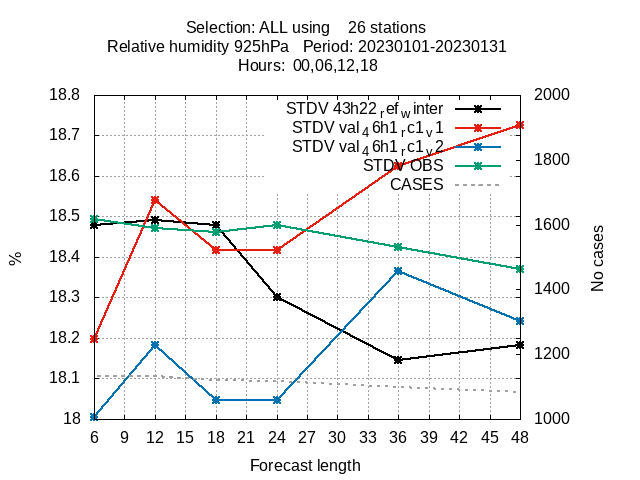 Selection: ALL using    26 stations
Relative humidity 925hPa   Period: 20230101-20230131
Hours: 00,06,12,18
18.8
18.7
18.6
18.5
18.4
18.3
18.2
18.1
18
%
STDV 43h22refwinter
STDV val46h1rc1v1
STDV val46h1rc1v2
STDV OBS
CASES
2000
1800
1600
1400
1200
1000
No cases
6 9 12 15 18 21 24 27 30 33 36 39 42 45 48
Forecast length